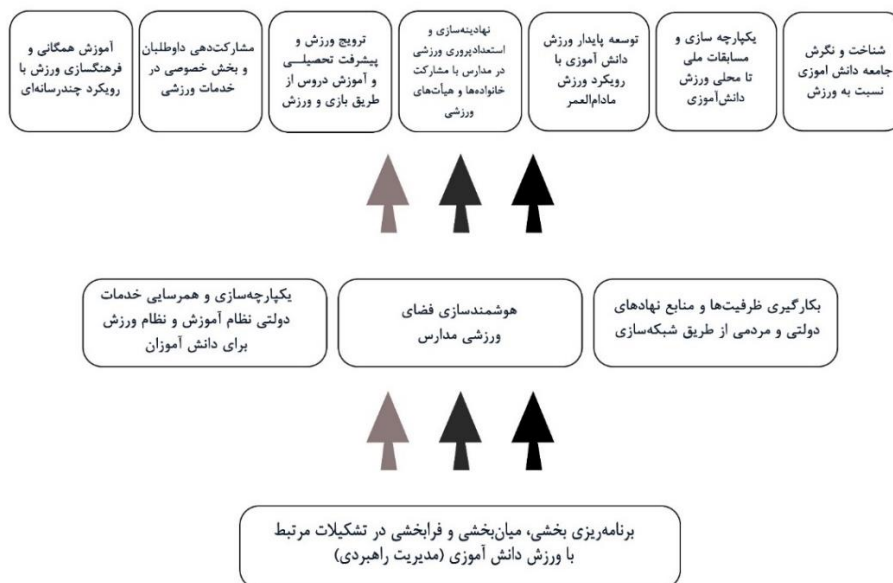 شناخت و نگرش
جامعه دانش اموزی
نسبت به ورزش
یکپارچه سازی و
مسابقات ملی
تا محلی ورزش
دانش‌آموزی
توسعه پایدار ورزش
دانش آموزی با
رویکرد ورزش
مادام‌العمر
نهادینه‌سازی و
استعدادپروری ورزشی
در مدارس با مشارکت
خانواده‌ها و هیأت‌های
ورزشی
ترویج ورزش و
پیشرفت تحصیلی
و آموزش دروس از
طریق بازی و ورزش
مشارکت‌دهی داوطلبان
و بخش خصوصی در
خدمات ورزشی
آموزش همگانی و
فرهنگسازی ورزش با
رویکرد چندرسانه‌ای
بکارگیری ظرفیت‌ها و منابع نهادهای
دولتی و مردمی از طریق شبکه‌سازی
هوشمندسازی فضای
ورزشی مدارس
یکپارچه‌سازی و همرسایی خدمات
دولتی نظام آموزش و نظام ورزش
برای دانش آموزان
برنامه‌ریزی بخشی، میان‌بخشی و فرابخشی در تشکیلات مرتبط
با ورزش دانش آموزی (مدیریت راهبردی)